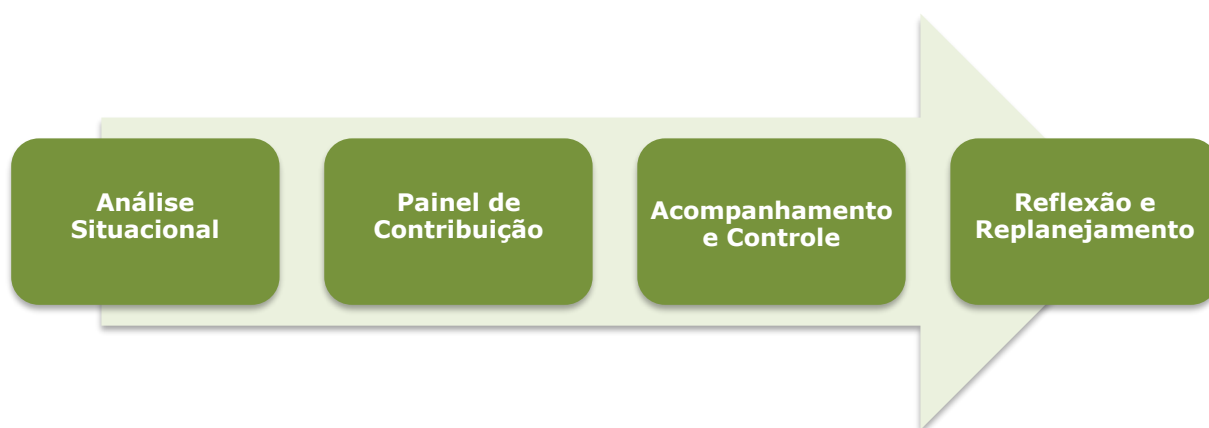 Análise
Situacional
Painel de
Contribuição
Acompanhamento
e Controle
Reflexão e
Replanejamento